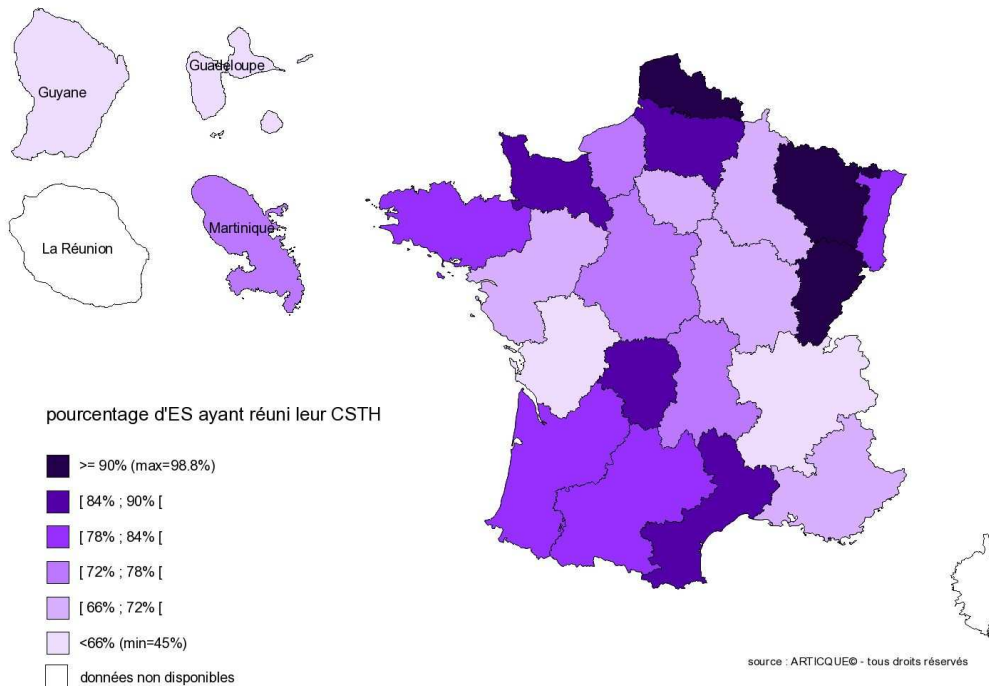 Guyane
Guadeloupe
La Réunion
Martinique
pourcentage d'ES ayant réuni leur CSTH
>= 90% (max=98.8%)
[ 84% ; 90% [
[ 78% ; 84% [
[ 72% ; 78% [
[ 66% ; 72% [
<66% (min=45%)
données non disponibles
source : ARTICQUE© - tous droits réservés